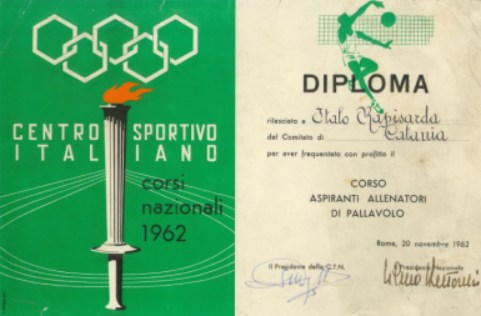 CENTRO SPORTIVO
ITALIANO
corsi
nazionali
1962
DIPLOMA
rilasciato a Italo Rapisarda
del Comitato di Catania
per aver frequentato con profitto il
CORSO
ASPIRANTI ALLENATORI
DI PALLAVOLO
Roma, 20 novembre 1962
Il Presidente della C.T.N.
Il Presidente Nazionale